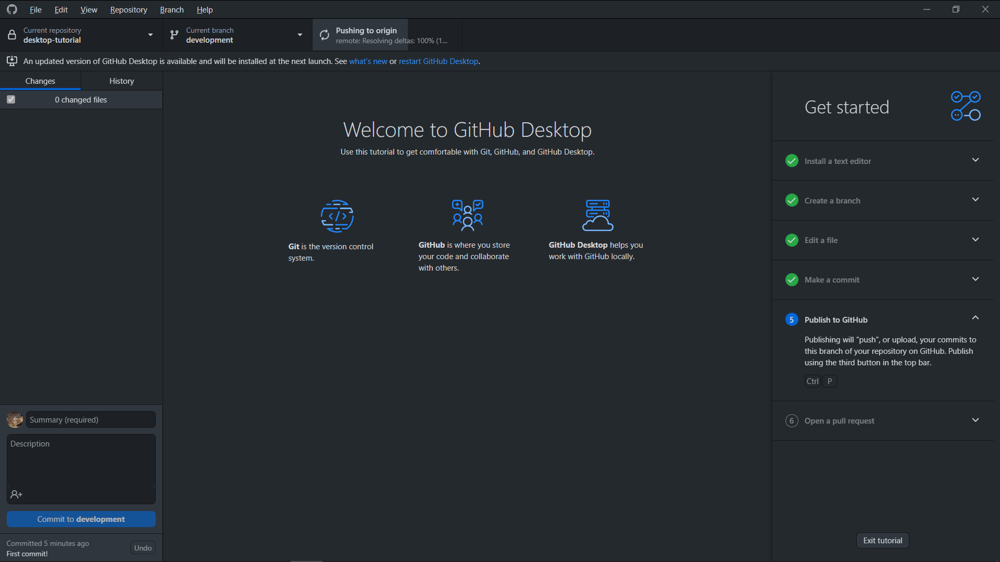 File Edit View Repository Branch Help
Current repository
desktop-tutorial
Current branch
development
Pushing to origin
remote: Resolving deltas: 100% (1...
An updated version of GitHub Desktop is available and will be installed at the next launch. See what's new or restart GitHub Desktop.
Changes History
0 changed files
Welcome to GitHub Desktop
Use this tutorial to get comfortable with Git, GitHub, and GitHub Desktop.
Git is the version control
system.
GitHub is where you store
your code and collaborate
with others.
GitHub Desktop helps you
work with GitHub locally.
Get started
Install a text editor
Create a branch
Edit a file
Make a commit
5 Publish to GitHub
Publishing will “push”, or upload, your commits to
this branch of your repository on GitHub. Publish
using the third button in the top bar.
Ctrl P
6 Open a pull request
Exit tutorial
Summary (required)
Description
Commit to development
Committed 5 minutes ago
First commit!
Undo